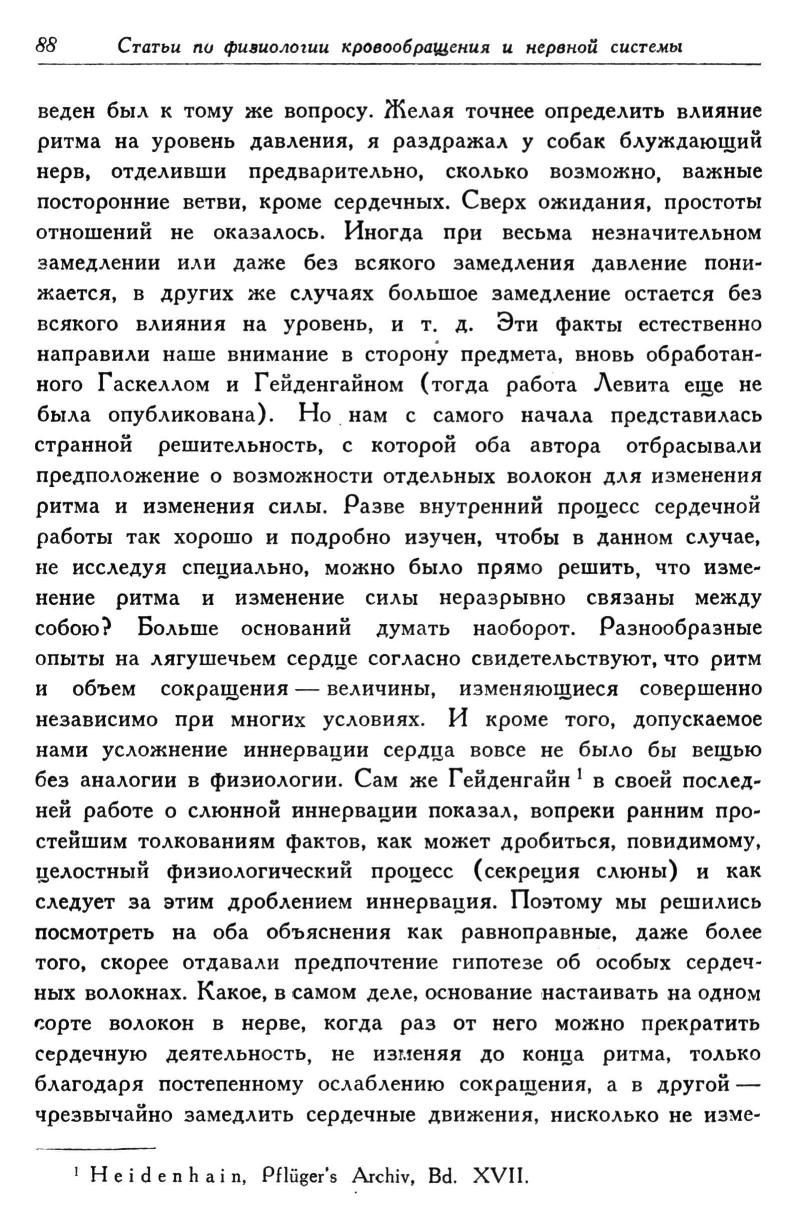 88 Статьи по физиологии кровообращения и нервной системы
веден был к тому же вопросу. Желая точнее определить влияние
ритма на уровень давления, я раздражал у собак блуждающий
нерв, отделивши предварительно, сколько возможно, важные
посторонние ветви, кроме сердечных. Сверх ожидания, простоты
отношений не оказалось. Иногда при весьма незначительном
замедлении или даже без всякого замедления давление пони-
жается, в других же случаях большое замедление остается без
всякого влияния на уровень, и т. д. Эти факты естественно
направили наше внимание в сторону предмета, вновь обработан-
ного Гаскеллом и Гейденгайном (тогда работа Левита еще не
была опубликована). Но нам с самого начала представилась
странной решительность, с которой оба автора отбрасывали
предположение о возможности отдельных волокон для изменения
ритма и изменения силы. Разве внутренний процесс сердечной
работы так хорошо и подробно изучен, чтобы в данном случае,
не исследуя специально, можно было прямо решить, что изме-
нение ритма и изменение силы неразрывно связаны между
собою? Больше оснований думать наоборот. Разнообразные
опыты на лягушечьем сердце согласно свидетельствуют, что ритм
и объем сокращения — величины, изменяющиеся совершенно
независимо при многих условиях. И кроме того, допускаемое
нами усложнение иннервации сердца вовсе не было бы вещью
без аналогии в физиологии. Сам же Гейденгайн ¹ в своей послед-
ней работе о слюнной иннервации показал, вопреки ранним про-
стейшим толкованиям фактов, как может дробиться, повидимому,
целостный физиологический процесс (секреция слюны) и как
следует за этим дроблением иннервация. Поэтому мы решились
посмотреть на оба объяснения как равноправные, даже более
того, скорее отдавали предпочтение гипотезе об особых сердеч-
ных волокнах. Какое, в самом деле, основание настаивать на одном
сорте волокон в нерве, когда раз от него можно прекратить
сердечную деятельность, не изменяя до конца ритма, только
благодаря постепенному ослаблению сокращения, а в другой —
чрезвычайно замедлить сердечные движения, нисколько не изме-
¹ Heidenhain, Pflüger's Archiv, Bd. XVII.